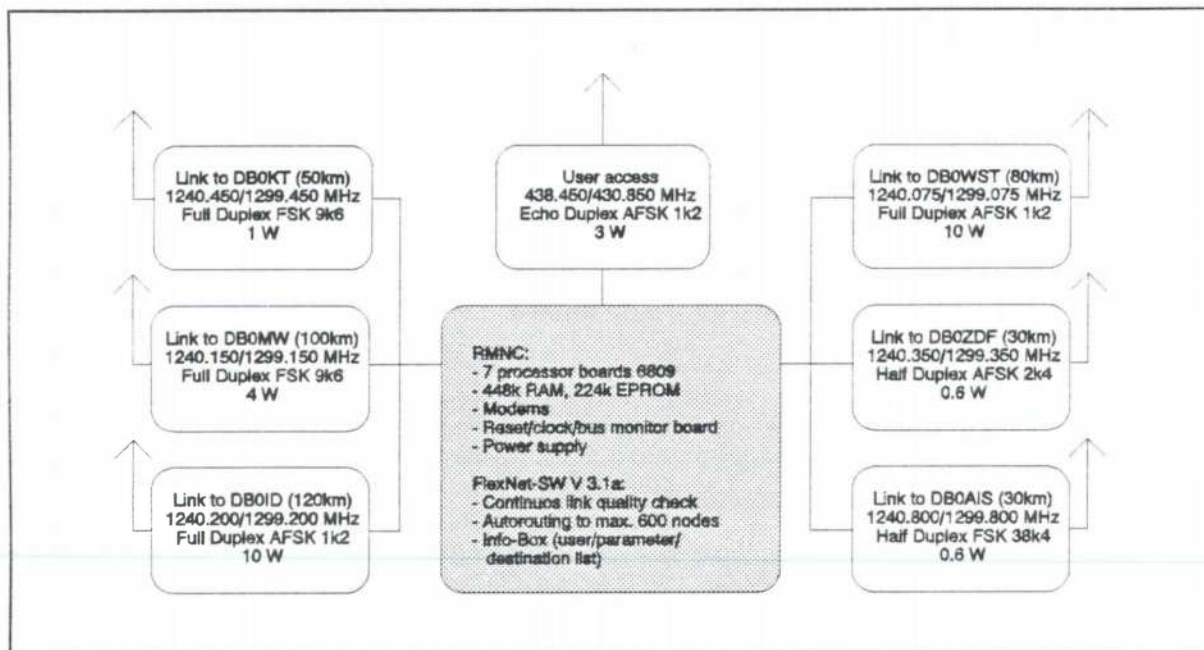 Link to DB0KT (50km)
1240.450/1299.450 MHz
Full Duplex FSK 9k6
1 W
User access
438.450/430.850 MHz
Echo Duplex AFSK 1k2
3 W
Link to DB0WST (80km)
1240.075/1299.075 MHz
Full Duplex AFSK 1k2
10 W
Link to DB0MW (100km)
1240.150/1299.150 MHz
Full Duplex FSK 9k6
4 W
RMNC:
- 7 processor boards 6809
- 448k RAM, 224k EPROM
- Modems
- Reset/clock/bus monitor board
- Power supply
FlexNet-SW V 3.1a:
- Continuos link quality check
- Autorouting to max. 600 nodes
- Info-Box (user/parameter/
destination list)
Link to DB0ZDF (30km)
1240.350/1299.350 MHz
Half Duplex AFSK 2k4
0.6 W
Link to DB0ID (120km)
1240.200/1299.200 MHz
Full Duplex AFSK 1k2
10 W
Link to DB0AIS (30km)
1240.800/1299.800 MHz
Half Duplex FSK 38k4
0.6 W